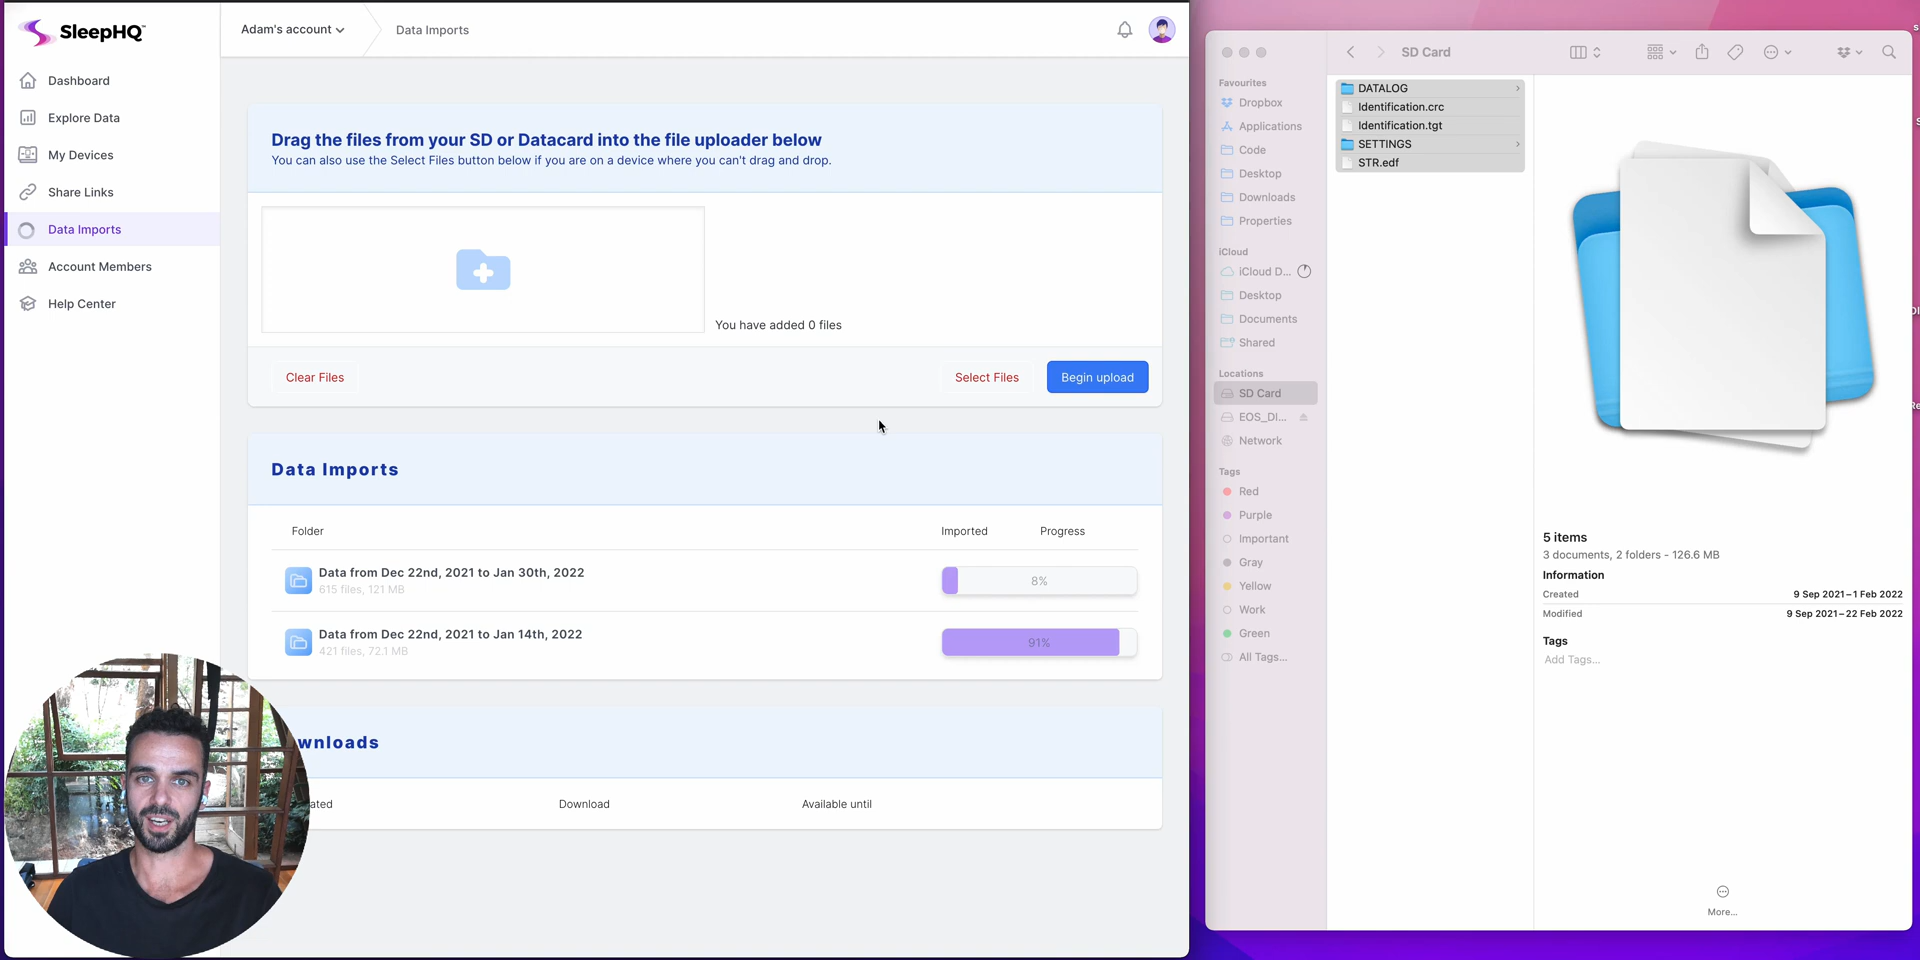 SleepHQ™
Adam's account
Data Imports
Dashboard
Explore Data
My Devices
Share Links
Data Imports
Account Members
Help Center
Drag the files from your SD or Datacard into the file uploader below
You can also use the Select Files button below if you are on a device where you can't drag and drop.
You have added 0 files
Clear Files
Select Files
Begin upload
Data Imports
Folder
Imported
Progress
Data from Dec 22nd, 2021 to Jan 30th, 2022
615 files, 121 MB
8%
Data from Dec 22nd, 2021 to Jan 14th, 2022
421 files, 72.1 MB
91%
wnloads
ated
Download
Available until
SD Card
Favourites
Dropbox
Applications
Code
Desktop
Downloads
Properties
iCloud
iCloud D...
Desktop
Documents
Shared
Locations
SD Card
EOS_DI...
Network
Tags
Red
Purple
Important
Gray
Yellow
Work
Green
All Tags...
DATALOG
Identification.crc
Identification.tgt
SETTINGS
STR.edf
5 items
3 documents, 2 folders - 126.6 MB
Information
Created
9 Sep 2021–1 Feb 2022
Modified
9 Sep 2021–22 Feb 2022
Tags
Add Tags...
More...